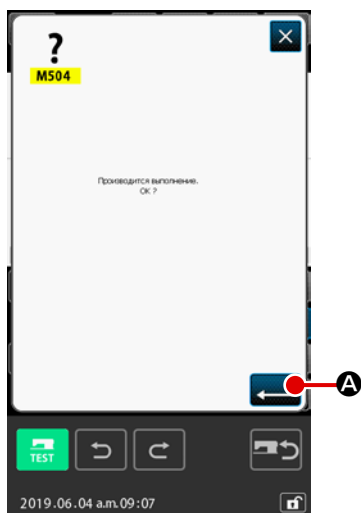 ?
M504
Производится выполнение.
OK ?
A
TEST
2019.06.04 a.m. 09:07